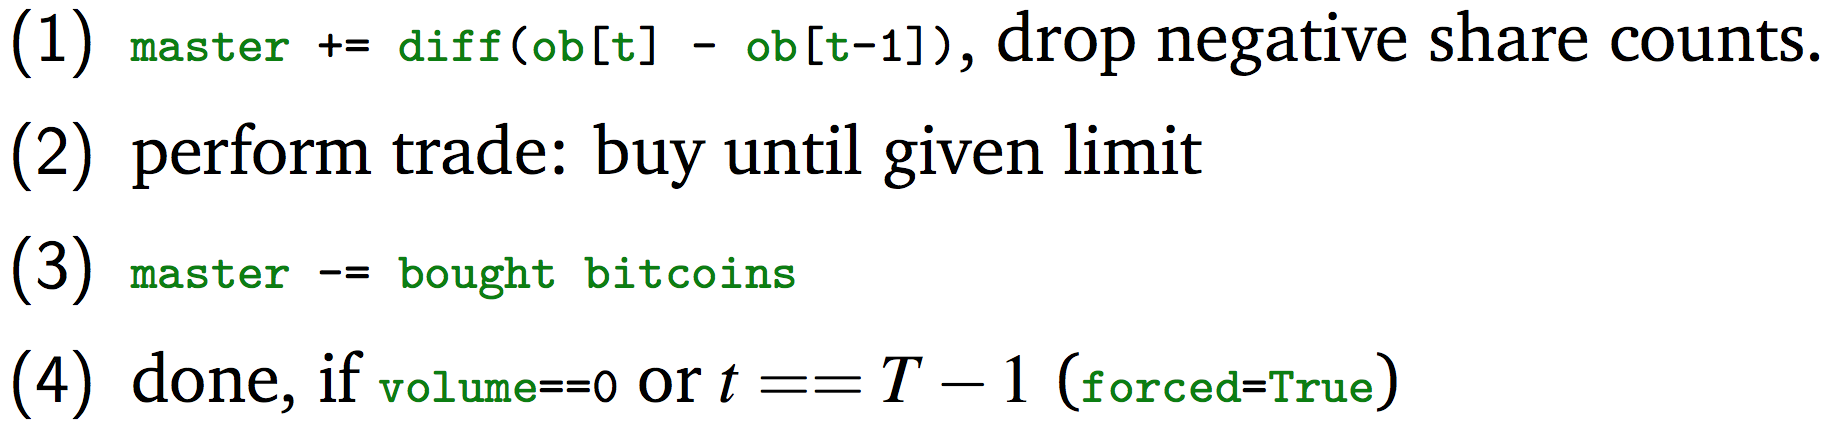 (1) master += diff(ob[t] - ob[t-1]), drop negative share counts.
(2) perform trade: buy until given limit
(3) master -= bought bitcoins
(4) done, if volume==0 or t == T − 1 (forced=True)